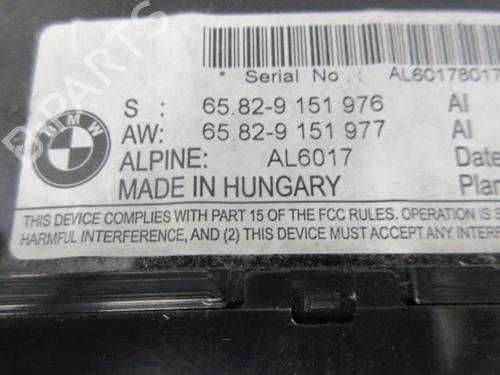 * Serial No.: AL60178017
BMW
S : 65.82-9 151 976 AI
AW: 65.82-9 151 977 AI
ALPINE: AL6017 Date
MADE IN HUNGARY Plan
THIS DEVICE COMPLIES WITH PART 15 OF THE FCC RULES. OPERATION IS S
HARMFUL INTERFERENCE, AND (2) THIS DEVICE MUST ACCEPT ANY INTERF